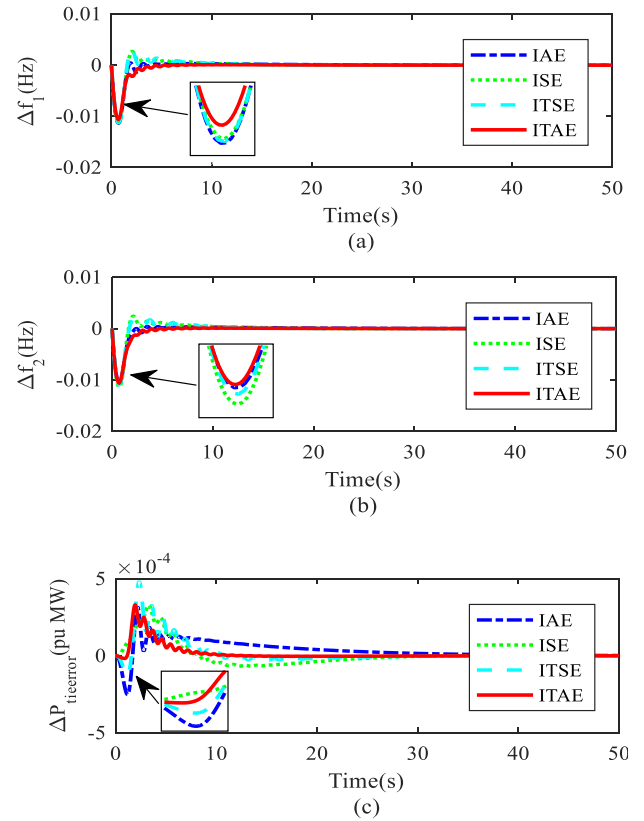 (a)
0.01
0
-0.01
-0.02
Δf1(Hz)
IAE
ISE
ITSE
ITAE
0 10 20 30 40 50
Time(s)
(a)
0.01
0
-0.01
-0.02
Δf2(Hz)
IAE
ISE
ITSE
ITAE
0 10 20 30 40 50
Time(s)
(b)
× 10-4
5
0
-5
ΔPtieerror(pu MW)
IAE
ISE
ITSE
ITAE
0 10 20 30 40 50
Time(s)
(c)